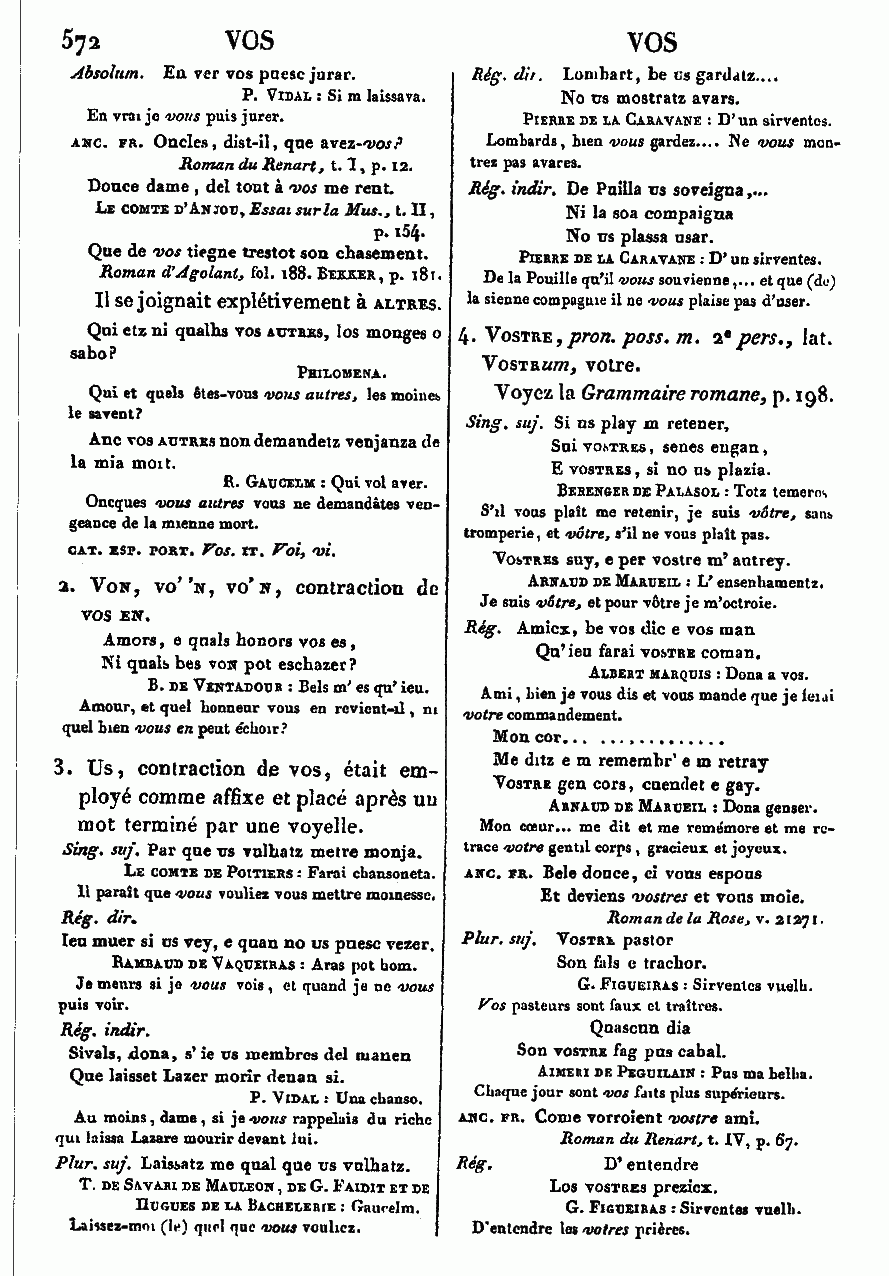 572 VOS
VOS
Absolum. En ver vos puesc jurar.
P. VIDAL : Si m laissava.
En vrai je vous puis jurer.
ANC. FR. Oncles, dist-il, que avez-vos?
Roman du Renart, t. I, p. 12.
Douce dame, del tout à vos me rent.
LE COMTE D'ANJOU, Essai sur la Mus., t. II,
p. 154.
Que de vos tiegne trestot son chasement.
Roman d'Agolant, fol. 188. BEKKER, p. 181.
Il se joignait explétivement à ALTRES.
Qui etz ni qualhs vos AUTRES, los monges o
sabo?
PHILOMENA.
Qui et quels êtes-vous vous autres, les moines
le savent?
Anc vos AUTRES non demandetz venjanza de
la mia mort.
R. GAUCELM : Qui vol aver.
Oncques vous autres vous ne demandâtes ven-
geance de la mienne mort.
CAT. ESP. PORT. Vos. IT. Voi, vi.
2. VON, VO' 'N, VO' N, contraction de
VOS EN.
Amors, e quals honors vos es,
Ni quals bes VON pot eschazer?
B. DE VENTADOUR : Bels m' es qu' ieu.
Amour, et quel honneur vous en revient-il, ni
quel bien vous en peut échoir?
3. US, contraction de vos, était em-
ployé comme affixe et placé après un
mot terminé par une voyelle.
Sing. suj. Par que US vulhatz metre monja.
LE COMTE DE POITIERS : Farai chansoneta.
Il paraît que vous vouliez vous mettre moinesse.
Rég. dir.
Ieu muer si US vey, e quan no us puesc vezer.
RAMBAUD DE VAQUEIRAS : Aras pot hom.
Je meurs si je vous vois, et quand je ne vous
puis voir.
Rég. indir.
Sivals, dona, s' ie US membres del manen
Que laisset Lazer morir denan si.
P. VIDAL : Una chanso.
Au moins, dame, si je vous rappelais du riche
qui laissa Lazare mourir devant lui.
Plur. suj. Laissatz me qual que US vulhatz.
T. DE SAVARI DE MAULEON, DE G. FAIDIT ET DE
HUGUES DE LA BACHELERIE : Gaucelm.
Laissez-moi (le) quel que vous vouliez.
Rég. dir. Lombart, be US gardatz....
No US mostratz avars.
PIERRE DE LA CARAVANE : D'un sirventes.
Lombards, bien vous gardez.... Ne vous mon-
trez pas avares.
Rég. indir. De Puilla US soveigna,...
Ni la soa compaigna
No US plassa usar.
PIERRE DE LA CARAVANE : D'un sirventes.
De la Pouille qu'il vous souvienne,... et que (de)
la sienne compagnie il ne vous plaise pas d'user.
4. VOSTRE, pron. poss. m. 2e pers., lat.
VOSTRum, votre.
Voyez la Grammaire romane, p. 198.
Sing. suj. Si us play m retener,
Sui VOSTRES, senes engan,
E VOSTRES, si no us plazia.
BERENGER DE PALASOL : Totz temeros
S'il vous plaît me retenir, je suis vôtre, sans
tromperie, et vôtre, s'il ne vous plaît pas.
VOSTRES suy, e per vostre m' autrey.
ARNAUD DE MARUEIL : L' ensenhamentz.
Je suis vôtre, et pour vôtre je m'octroie.
Rég. Amicx, be vos dic e vos man
Qu' ieu farai VOSTRE coman.
ALBERT MARQUIS : Dona a vos.
Ami, bien je vous dis et vous mande que je ferai
votre commandement.
Mon cor... .............
Me ditz e m remembr' e m retray
VOSTRE gen cors, cuendet e gay.
ARNAUD DE MARUEIL : Dona genser.
Mon cœur... me dit et me remémore et me re-
trace votre gentil corps, gracieux et joyeux.
ANC. FR. Bele douce, ci vous espous
Et deviens vostres et vous moie.
Roman de la Rose, v. 21271.
Plur. suj. VOSTRE pastor
Son fals e trachor.
G. FIGUEIRAS : Sirventes vuelh.
Vos pasteurs sont faux et traîtres.
Quascun dia
Son VOSTRE fag pus cabal.
AIMERI DE PEGUILAIN : Pus ma belha.
Chaque jour sont vos faits plus supérieurs.
ANC. FR. Come vorroient vostre ami.
Roman du Renart, t. IV, p. 67.
Rég. D' entendre
Los VOSTRES prezicx.
G. FIGUEIRAS : Sirventes vuelh.
D'entendre les votres prières.